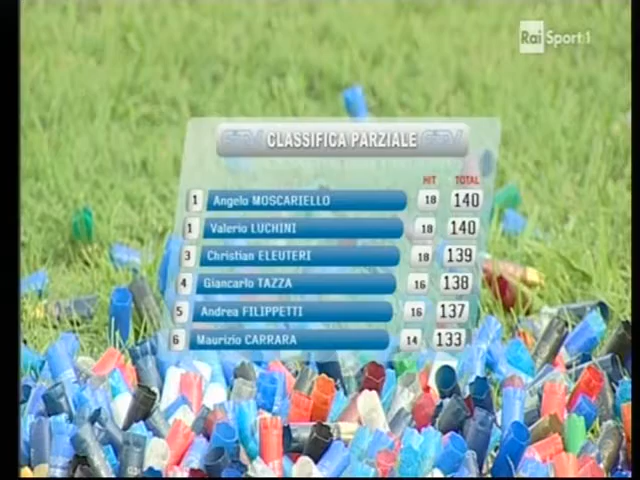 Rai Sport 1
CLASSIFICA PARZIALE
HIT TOTAL
1 Angelo MOSCARIELLO 18 140
1 Valerio LUCHINI 18 140
3 Christian ELEUTERI 18 139
4 Giancarlo TAZZA 16 138
5 Andrea FILIPPETTI 16 137
6 Maurizio CARRARA 14 133